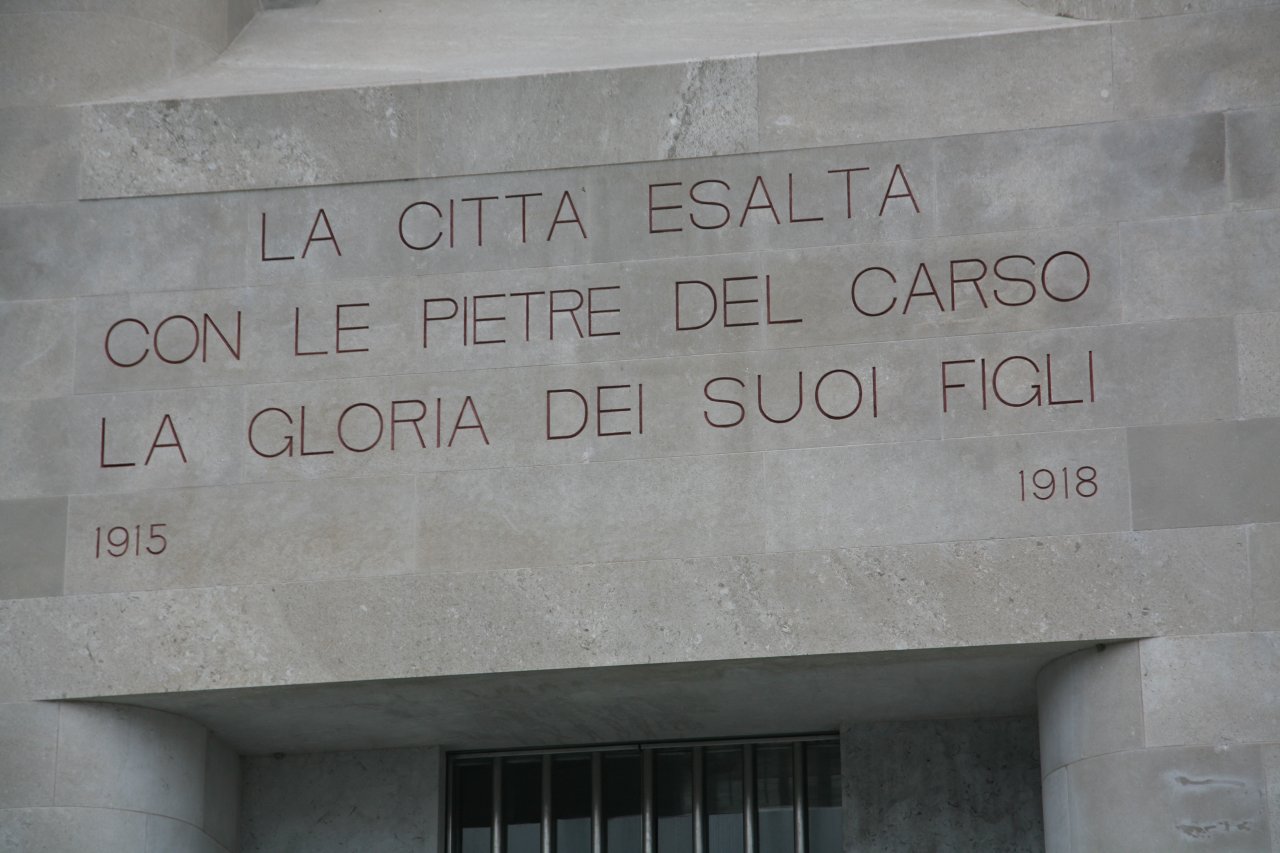 LA CITTA ESALTA
CON LE PIETRE DEL CARSO
LA GLORIA DEI SUOI FIGLI
1915 1918